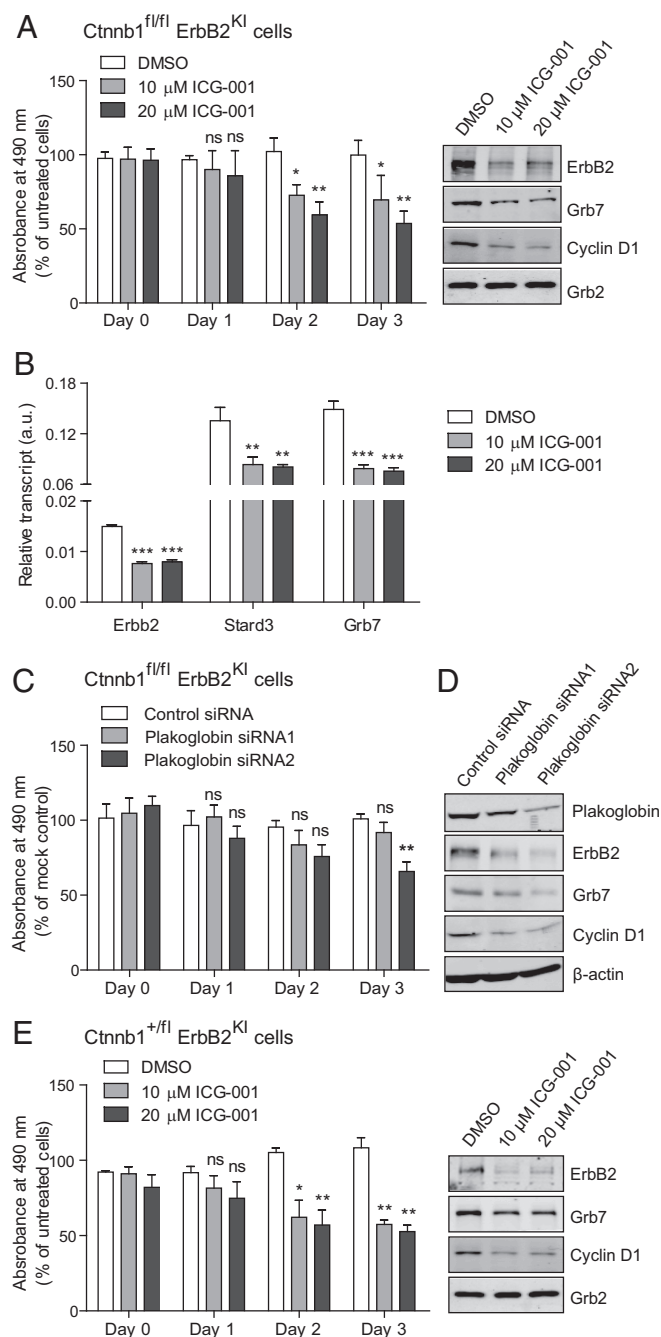 A
Ctnnb1fl/fl ErbB2KI cells
DMSO
10 μM ICG-001
20 μM ICG-001
Absrobance at 490 nm
(% of untreated cells)
150
100
50
0
ns ns
* **
* **
Day 0 Day 1 Day 2 Day 3
DMSO
10 μM ICG-001
20 μM ICG-001
ErbB2
Grb7
Cyclin D1
Grb2
B
Relative transcript (a.u.)
0.18
0.12
0.06
0.02
0.01
0.00
*** ***
** **
*** ***
Erbb2 Stard3 Grb7
DMSO
10 μM ICG-001
20 μM ICG-001
C
Ctnnb1fl/fl ErbB2KI cells
Control siRNA
Plakoglobin siRNA1
Plakoglobin siRNA2
Absorbance at 490 nm
(% of mock control)
150
100
50
0
ns ns
ns ns
ns **
Day 0 Day 1 Day 2 Day 3
D
Control siRNA
Plakoglobin siRNA1
Plakoglobin siRNA2
Plakoglobin
ErbB2
Grb7
Cyclin D1
β-actin
E
Ctnnb1+/fl ErbB2KI cells
DMSO
10 μM ICG-001
20 μM ICG-001
Absorbance at 490 nm
(% of untreated cells)
150
100
50
0
ns ns
* **
** **
Day 0 Day 1 Day 2 Day 3
DMSO
10 μM ICG-001
20 μM ICG-001
ErbB2
Grb7
Cyclin D1
Grb2